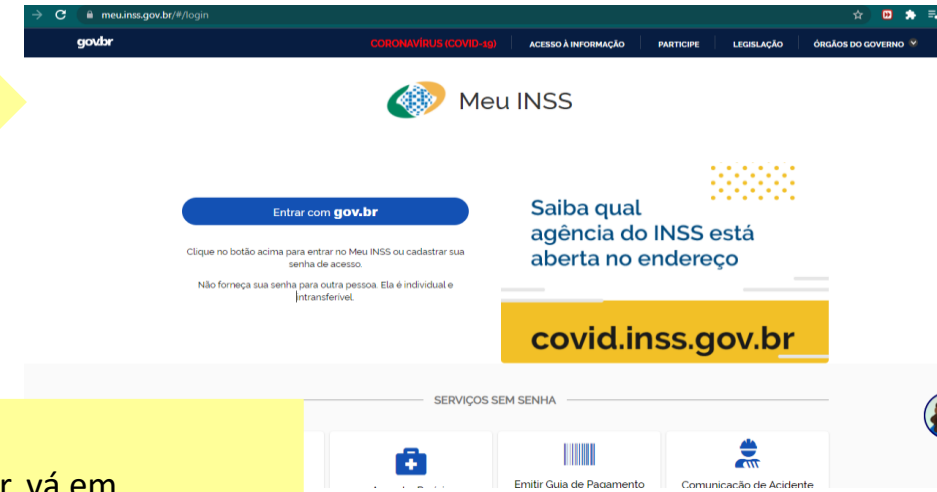 meu.inss.gov.br/#/login
gov.br
CORONAVÍRUS (COVID-19)
ACESSO À INFORMAÇÃO
PARTICIPE
LEGISLAÇÃO
ÓRGÃOS DO GOVERNO
Meu INSS
Entrar com gov.br
Clique no botão acima para entrar no Meu INSS ou cadastrar sua
senha de acesso.
Não forneça sua senha para outra pessoa. Ela é individual e
intransferível.
Saiba qual
agência do INSS está
aberta no endereço
covid.inss.gov.br
SERVIÇOS SEM SENHA
Emitir Guia de Pagamento
Comunicação de Acidente
vá em